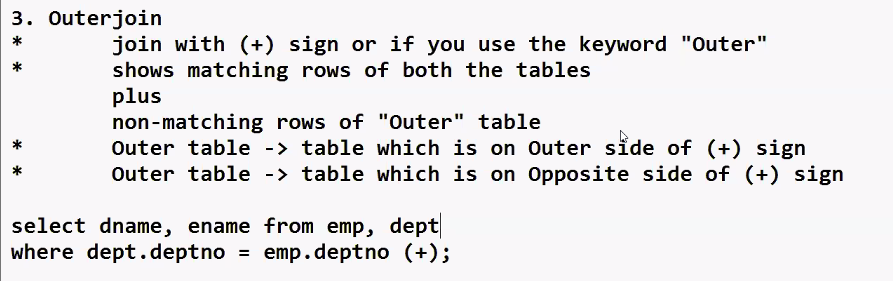 3. Outerjoin
* join with (+) sign or if you use the keyword "Outer"
* shows matching rows of both the tables
plus
non-matching rows of "Outer" table
* Outer table -> table which is on Outer side of (+) sign
* Outer table -> table which is on Opposite side of (+) sign
select dname, ename from emp, dept
where dept.deptno = emp.deptno (+);